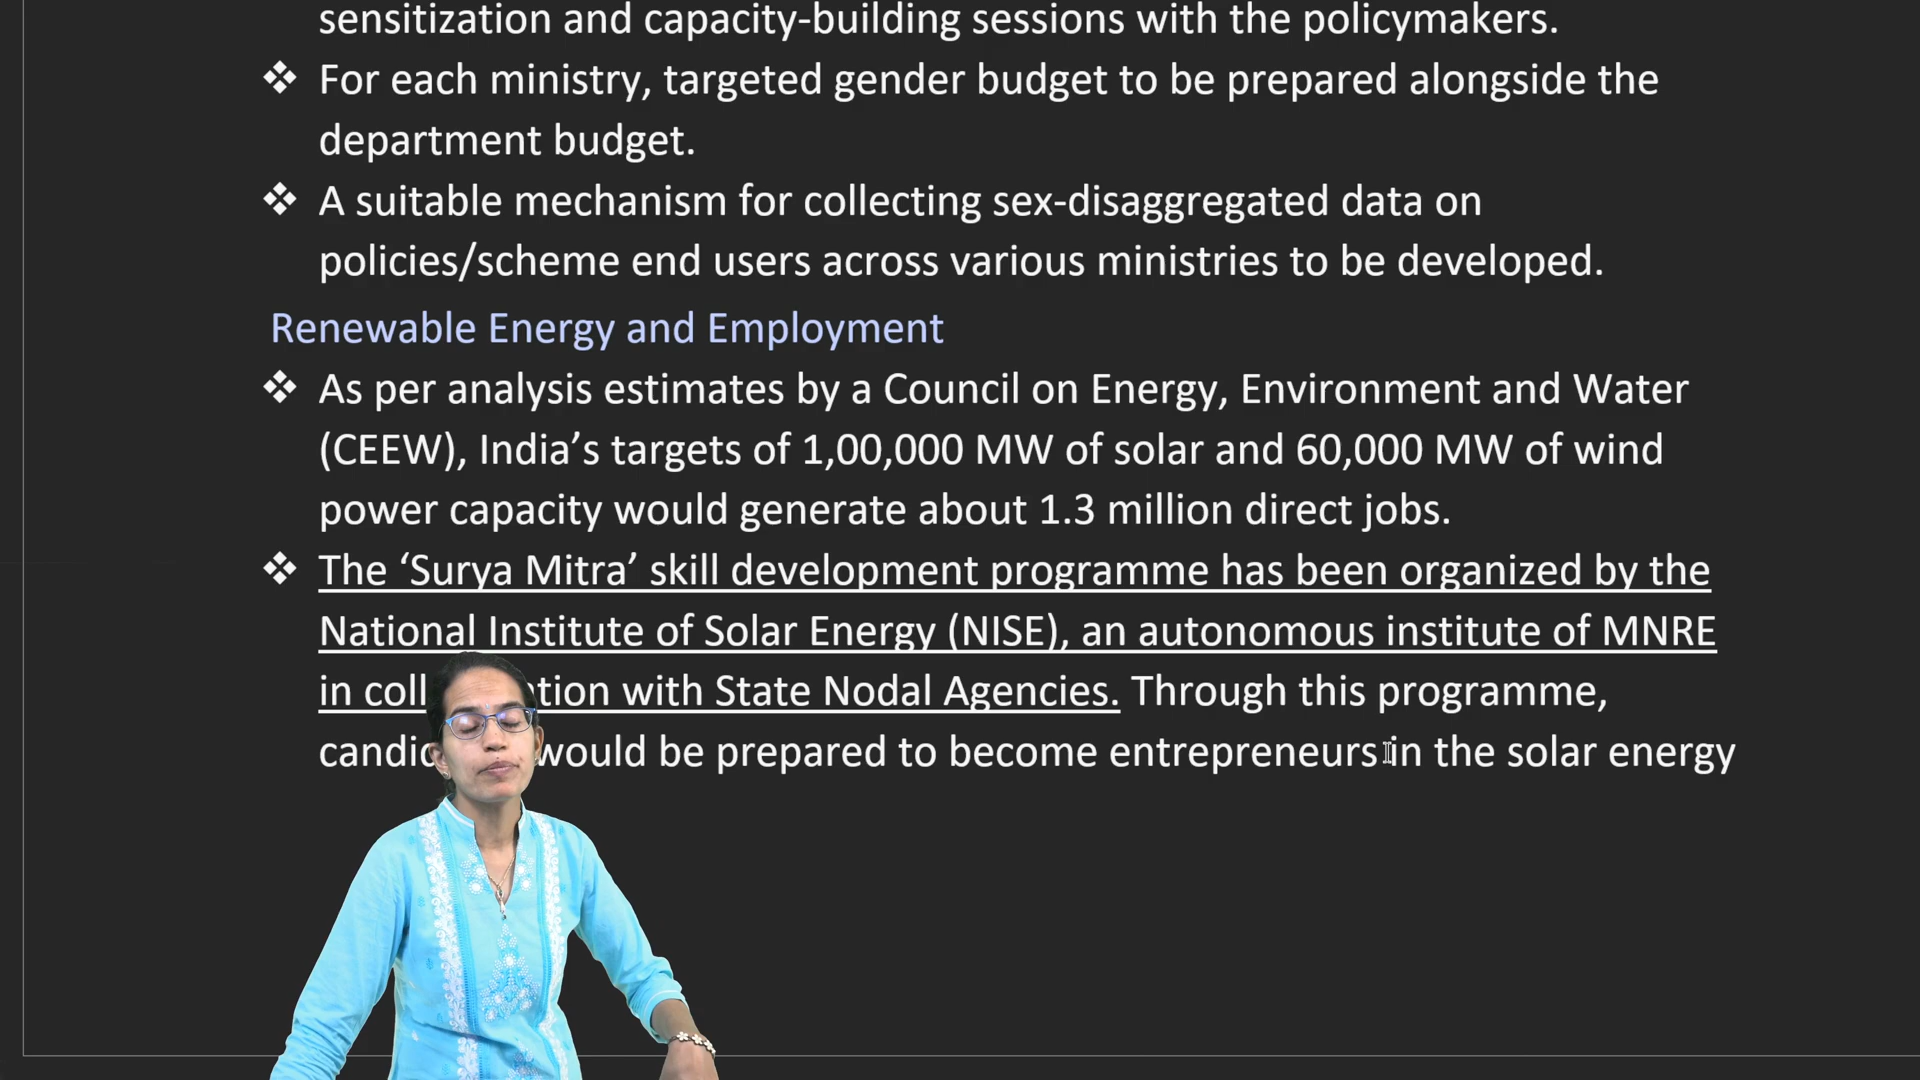 sensitization and capacity-building sessions with the policymakers.
❖ For each ministry, targeted gender budget to be prepared alongside the
department budget.
❖ A suitable mechanism for collecting sex-disaggregated data on
policies/scheme end users across various ministries to be developed.
Renewable Energy and Employment
❖ As per analysis estimates by a Council on Energy, Environment and Water
(CEEW), India’s targets of 1,00,000 MW of solar and 60,000 MW of wind
power capacity would generate about 1.3 million direct jobs.
❖ The ‘Surya Mitra’ skill development programme has been organized by the
National Institute of Solar Energy (NISE), an autonomous institute of MNRE
in with State Nodal Agencies. Through this programme,
would be prepared to become entrepreneurs in the solar energy